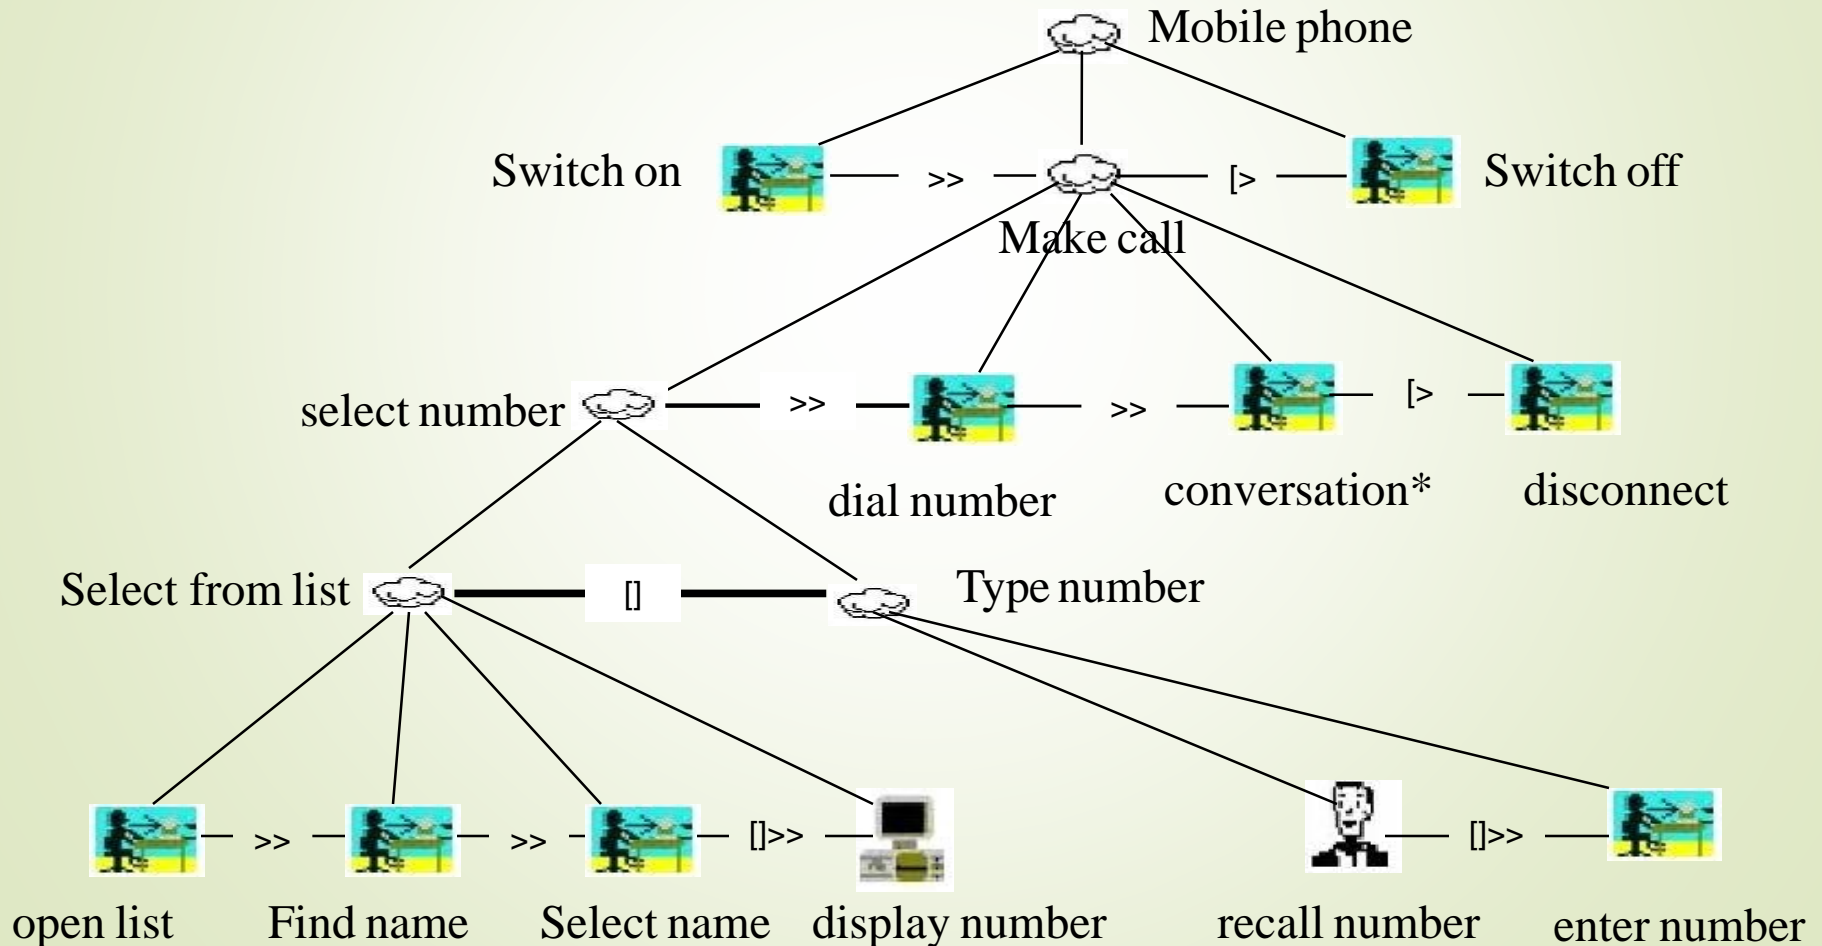 Mobile phone
Switch on >> [> Switch off
Make call
select number >> >> [>
dial number conversation* disconnect
Select from list [] Type number
>> >> []>> []>>
open list Find name Select name display number recall number enter number